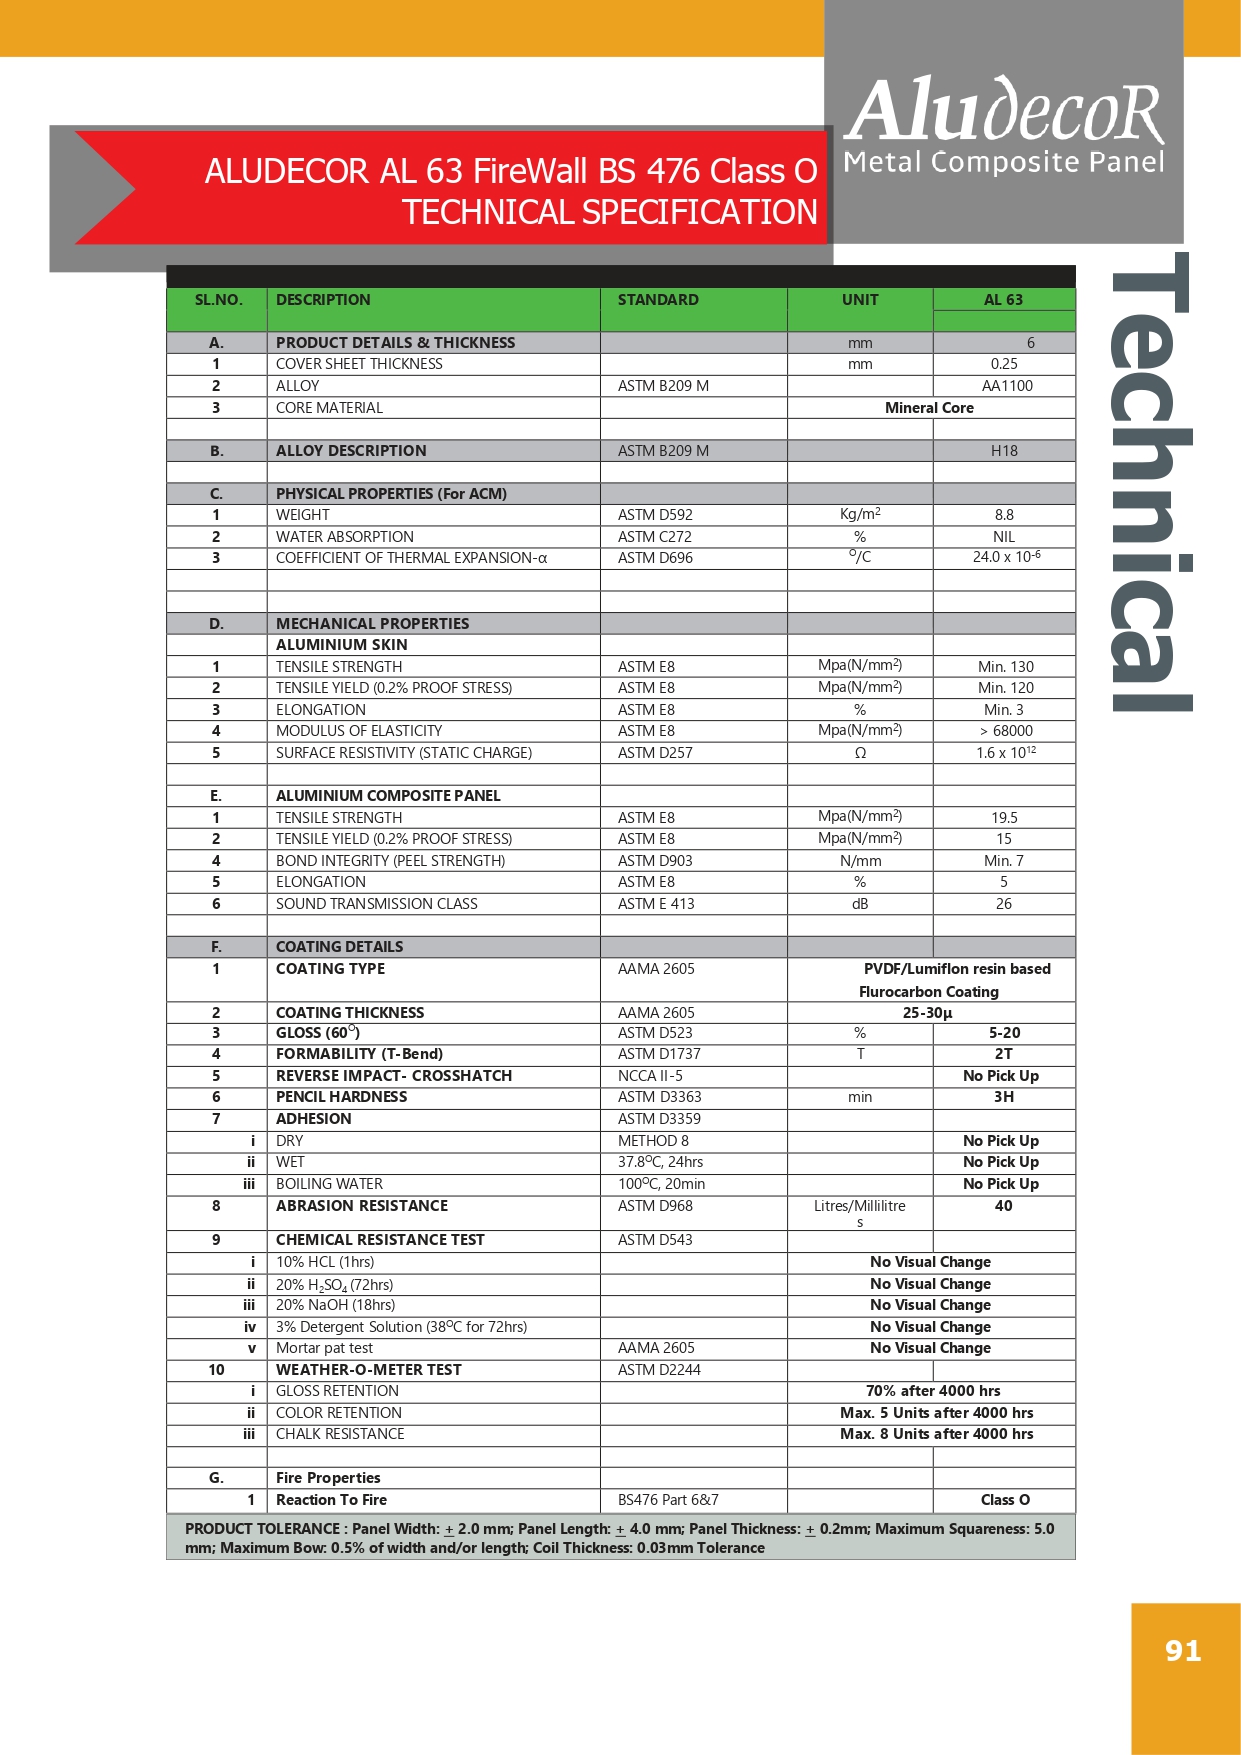 AludecoR
Metal Composite Panel
ALUDECOR AL 63 FireWall BS 476 Class O
TECHNICAL SPECIFICATION
Technical
SL.NO. DESCRIPTION STANDARD UNIT AL 63
A. PRODUCT DETAILS & THICKNESS mm 6
1 COVER SHEET THICKNESS mm 0.25
2 ALLOY ASTM B209 M AA1100
3 CORE MATERIAL Mineral Core
B. ALLOY DESCRIPTION ASTM B209 M H18
C. PHYSICAL PROPERTIES (For ACM)
1 WEIGHT ASTM D592 Kg/m² 8.8
2 WATER ABSORPTION ASTM C272 % NIL
3 COEFFICIENT OF THERMAL EXPANSION-α ASTM D696 ᴼ/C 24.0 x 10⁻⁶
D. MECHANICAL PROPERTIES
ALUMINIUM SKIN
1 TENSILE STRENGTH ASTM E8 Mpa(N/mm²) Min. 130
2 TENSILE YIELD (0.2% PROOF STRESS) ASTM E8 Mpa(N/mm²) Min. 120
3 ELONGATION ASTM E8 % Min. 3
4 MODULUS OF ELASTICITY ASTM E8 Mpa(N/mm²) > 68000
5 SURFACE RESISTIVITY (STATIC CHARGE) ASTM D257 Ω 1.6 x 10¹²
E. ALUMINIUM COMPOSITE PANEL
1 TENSILE STRENGTH ASTM E8 Mpa(N/mm²) 19.5
2 TENSILE YIELD (0.2% PROOF STRESS) ASTM E8 Mpa(N/mm²) 15
4 BOND INTEGRITY (PEEL STRENGTH) ASTM D903 N/mm Min. 7
5 ELONGATION ASTM E8 % 5
6 SOUND TRANSMISSION CLASS ASTM E 413 dB 26
F. COATING DETAILS
1 COATING TYPE AAMA 2605 PVDF/Lumiflon resin based
Flurocarbon Coating
2 COATING THICKNESS AAMA 2605 25-30µ
3 GLOSS (60ᴼ) ASTM D523 % 5-20
4 FORMABILITY (T-Bend) ASTM D1737 T 2T
5 REVERSE IMPACT- CROSSHATCH NCCA II-5 No Pick Up
6 PENCIL HARDNESS ASTM D3363 min 3H
7 ADHESION ASTM D3359
i DRY METHOD 8 No Pick Up
ii WET 37.8ᴼC, 24hrs No Pick Up
iii BOILING WATER 100ᴼC, 20min No Pick Up
8 ABRASION RESISTANCE ASTM D968 Litres/Millilitre 40
s
9 CHEMICAL RESISTANCE TEST ASTM D543
i 10% HCL (1hrs) No Visual Change
ii 20% H₂SO₄ (72hrs) No Visual Change
iii 20% NaOH (18hrs) No Visual Change
iv 3% Detergent Solution (38ᴼC for 72hrs) No Visual Change
v Mortar pat test AAMA 2605 No Visual Change
10 WEATHER-O-METER TEST ASTM D2244
i GLOSS RETENTION 70% after 4000 hrs
ii COLOR RETENTION Max. 5 Units after 4000 hrs
iii CHALK RESISTANCE Max. 8 Units after 4000 hrs
G. Fire Properties
1 Reaction To Fire BS476 Part 6&7 Class O
PRODUCT TOLERANCE : Panel Width: ± 2.0 mm; Panel Length: ± 4.0 mm; Panel Thickness: ± 0.2mm; Maximum Squareness: 5.0
mm; Maximum Bow: 0.5% of width and/or length; Coil Thickness: 0.03mm Tolerance
91